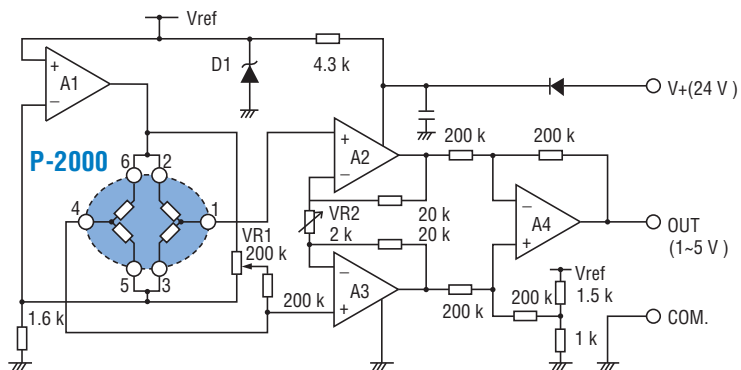 Vref
D1
4.3 k
V+(24 V )
+
A1
−
P-2000
6
2
4
1
5
3
1.6 k
VR1
200 k
200 k
+
A2
−
VR2
2 k
20 k
20 k
−
A3
+
200 k
200 k
−
A4
+
OUT
(1~5 V )
200 k
200 k
Vref
1.5 k
1 k
COM.